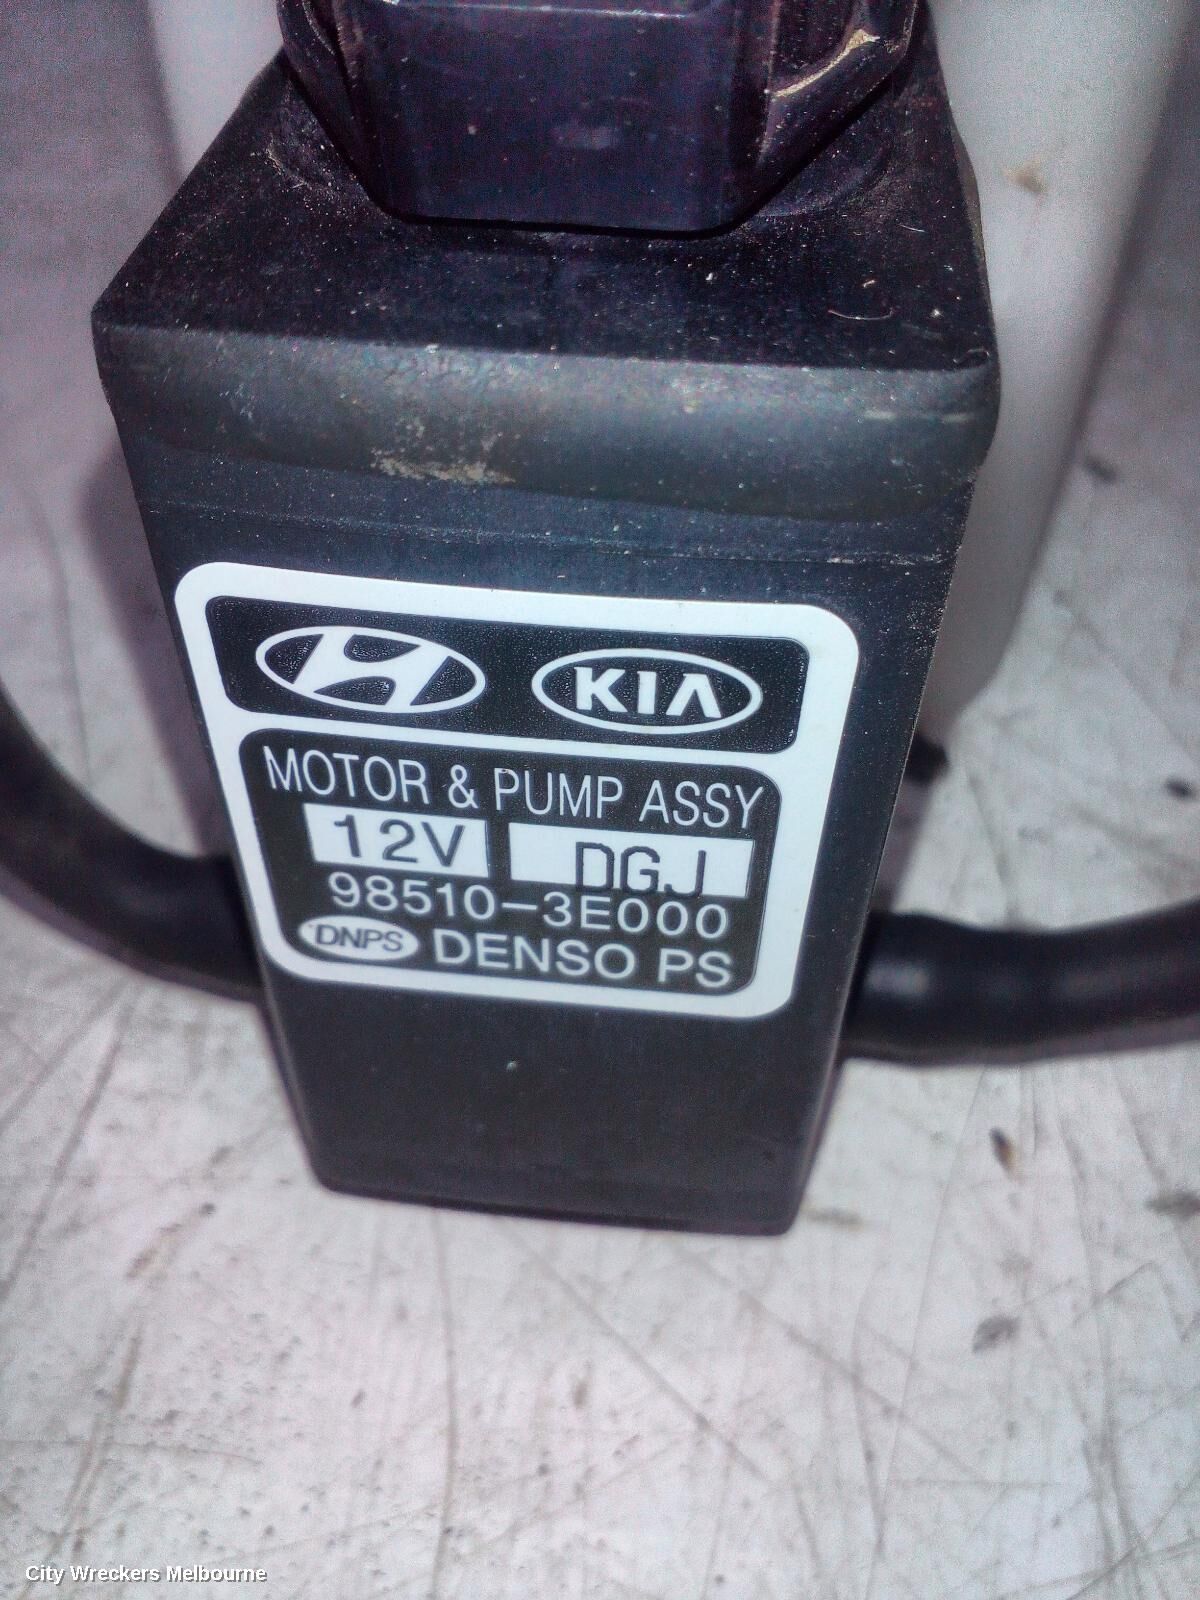 KIA
MOTOR & PUMP ASSY
12V DGJ
98510-3E000
DNPS DENSO PS
City Wreckers Melbourne